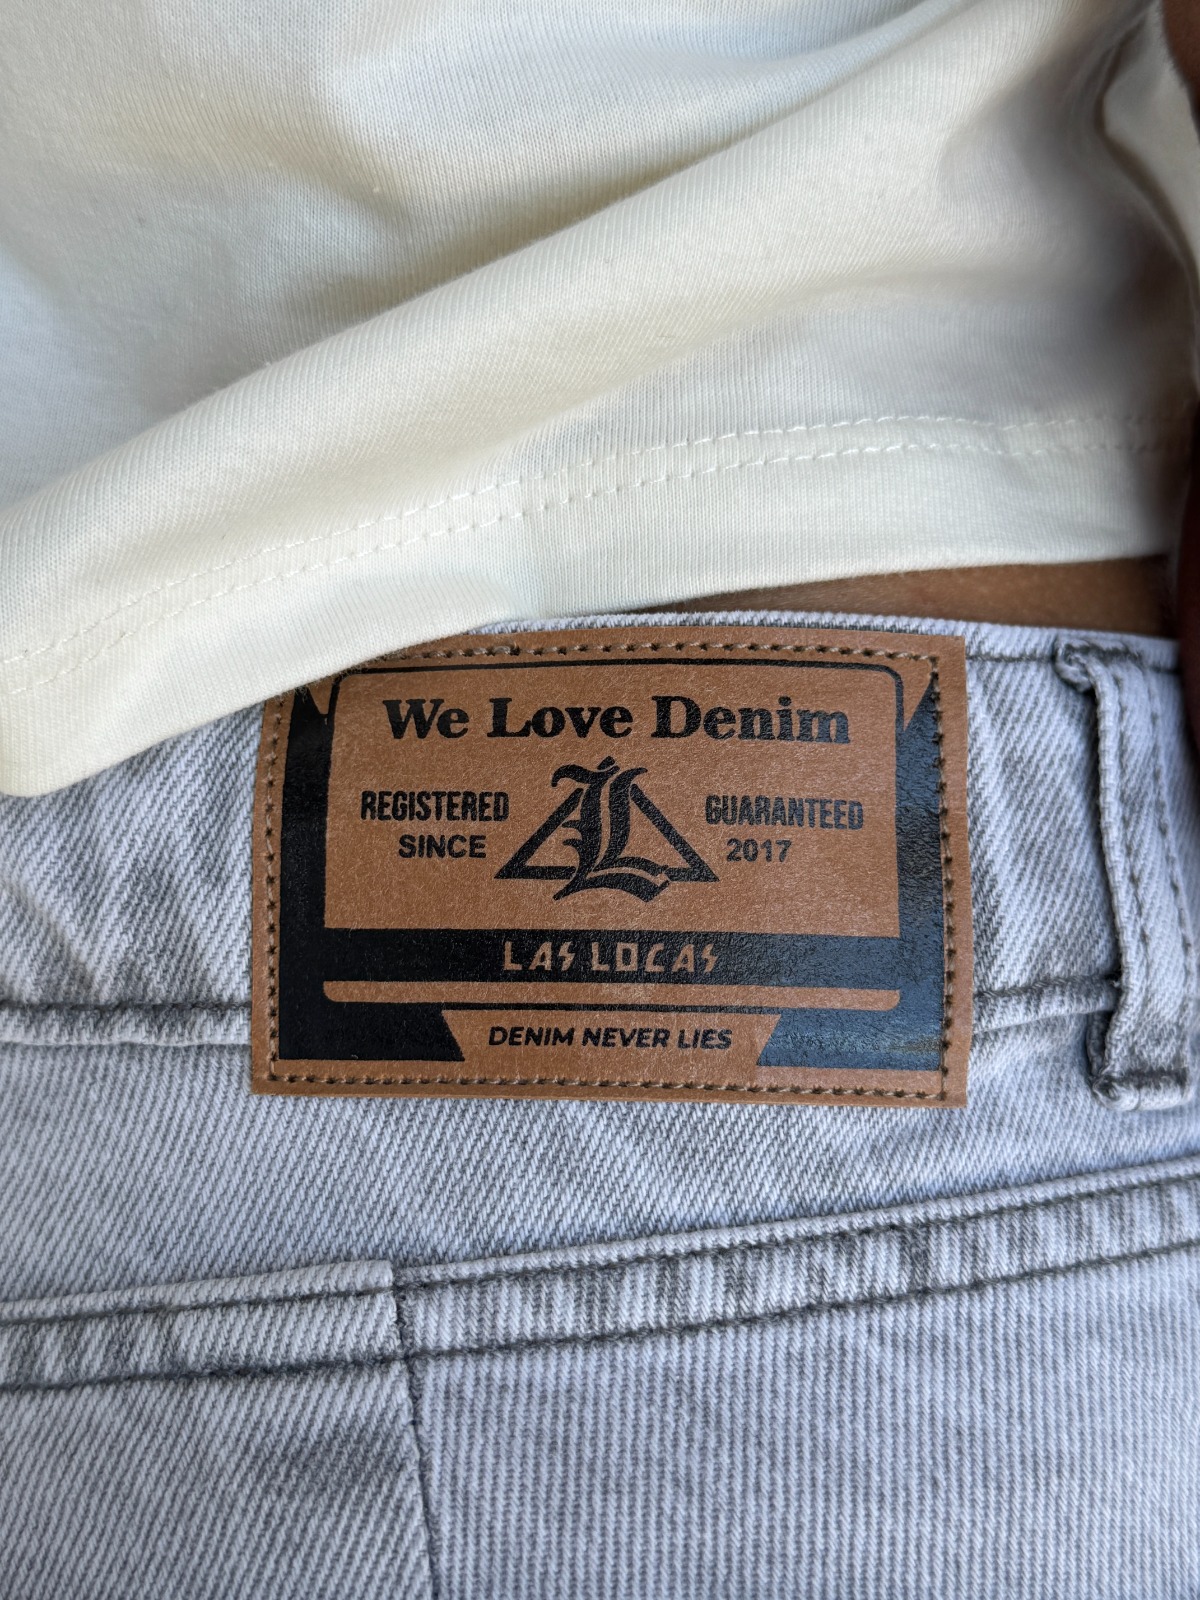 We Love Denim
REGISTERED GUARANTEED
SINCE 2017
L
LAS LOCAS
DENIM NEVER LIES